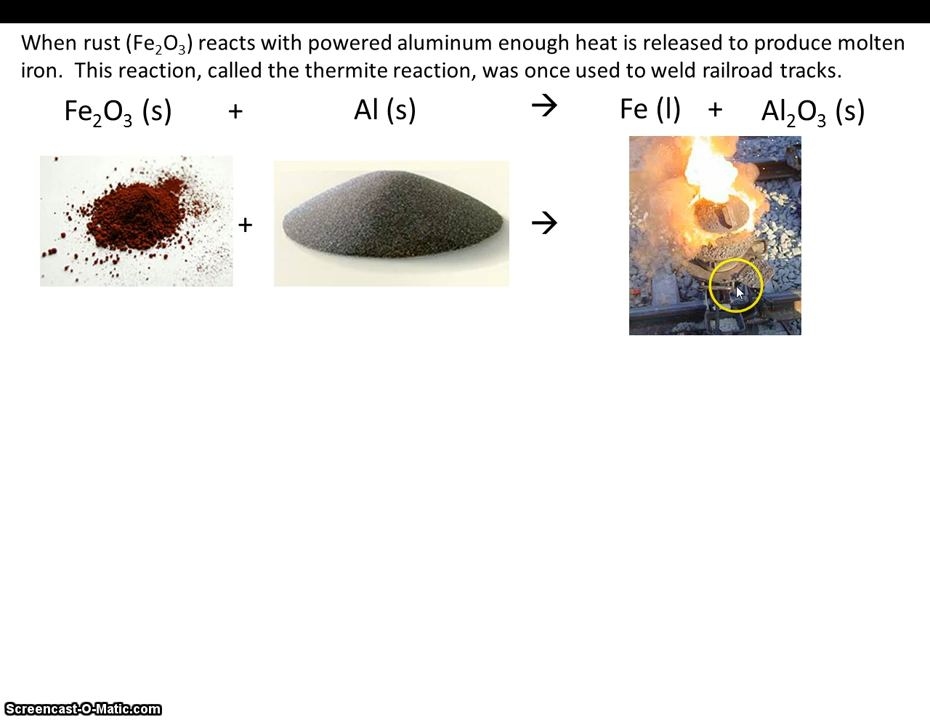 When rust (Fe₂O₃) reacts with powered aluminum enough heat is released to produce molten
iron.  This reaction, called the thermite reaction, was once used to weld railroad tracks.
Fe₂O₃ (s) + Al (s) → Fe (l) + Al₂O₃ (s)
+ →
Screencast-O-Matic.com